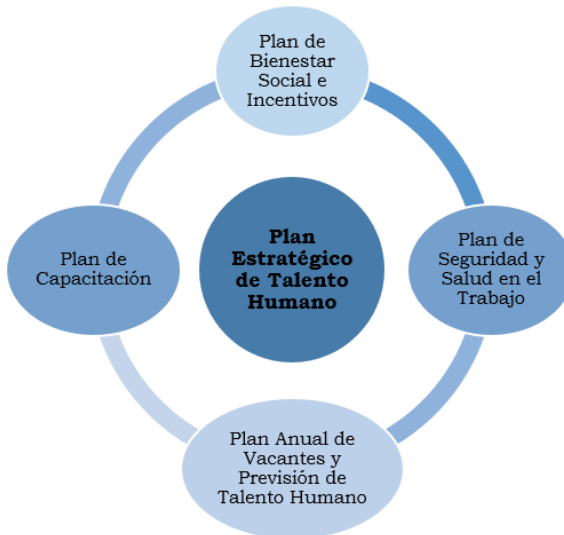 Plan de
Bienestar
Social e
Incentivos
Plan
Estratégico
de Talento
Humano
Plan de
Capacitación
Plan de
Seguridad y
Salud en el
Trabajo
Plan Anual de
Vacantes y
Previsión de
Talento Humano